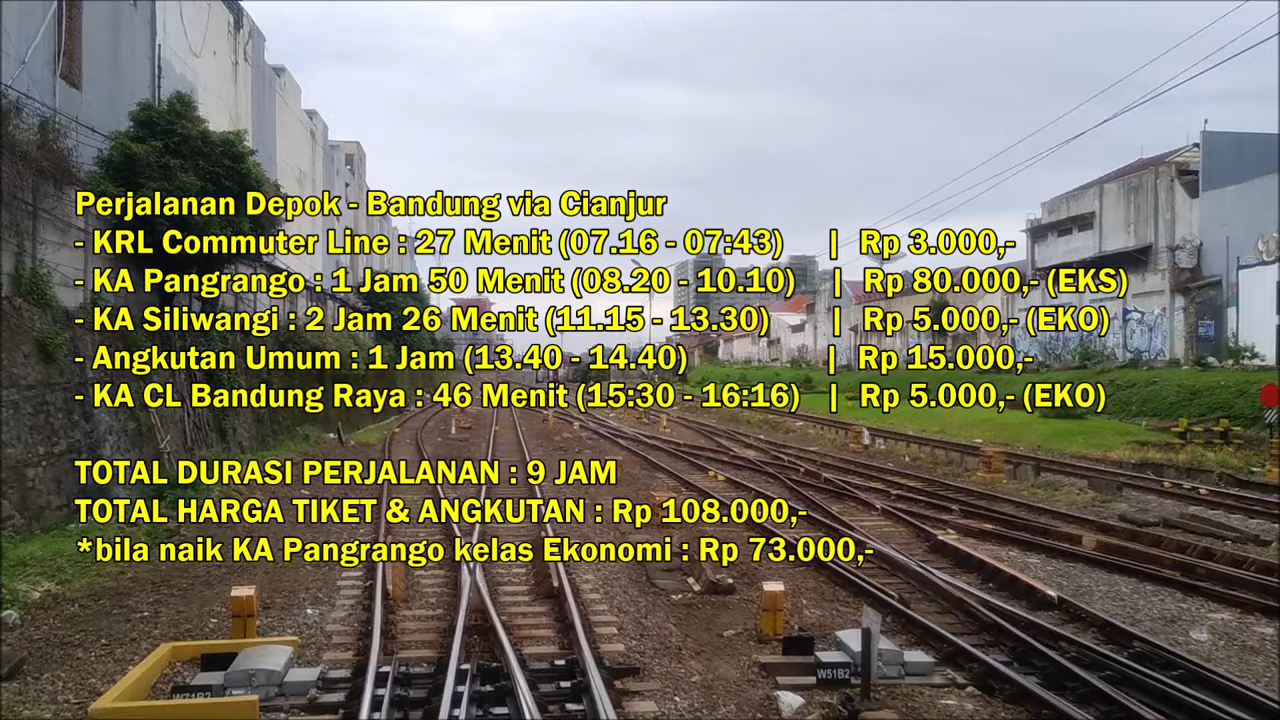 Perjalanan Depok - Bandung via Cianjur
- KRL Commuter Line : 27 Menit (07.16 - 07:43) | Rp 3.000,-
- KA Pangrango : 1 Jam 50 Menit (08.20 - 10.10) | Rp 80.000,- (EKS)
- KA Siliwangi : 2 Jam 26 Menit (11.15 - 13.30) | Rp 5.000,- (EKO)
- Angkutan Umum : 1 Jam (13.40 - 14.40) | Rp 15.000,-
- KA CL Bandung Raya : 46 Menit (15:30 - 16:16) | Rp 5.000,- (EKO)
TOTAL DURASI PERJALANAN : 9 JAM
TOTAL HARGA TIKET & ANGKUTAN : Rp 108.000,-
*bila naik KA Pangrango kelas Ekonomi : Rp 73.000,-
W71B2
W51B2